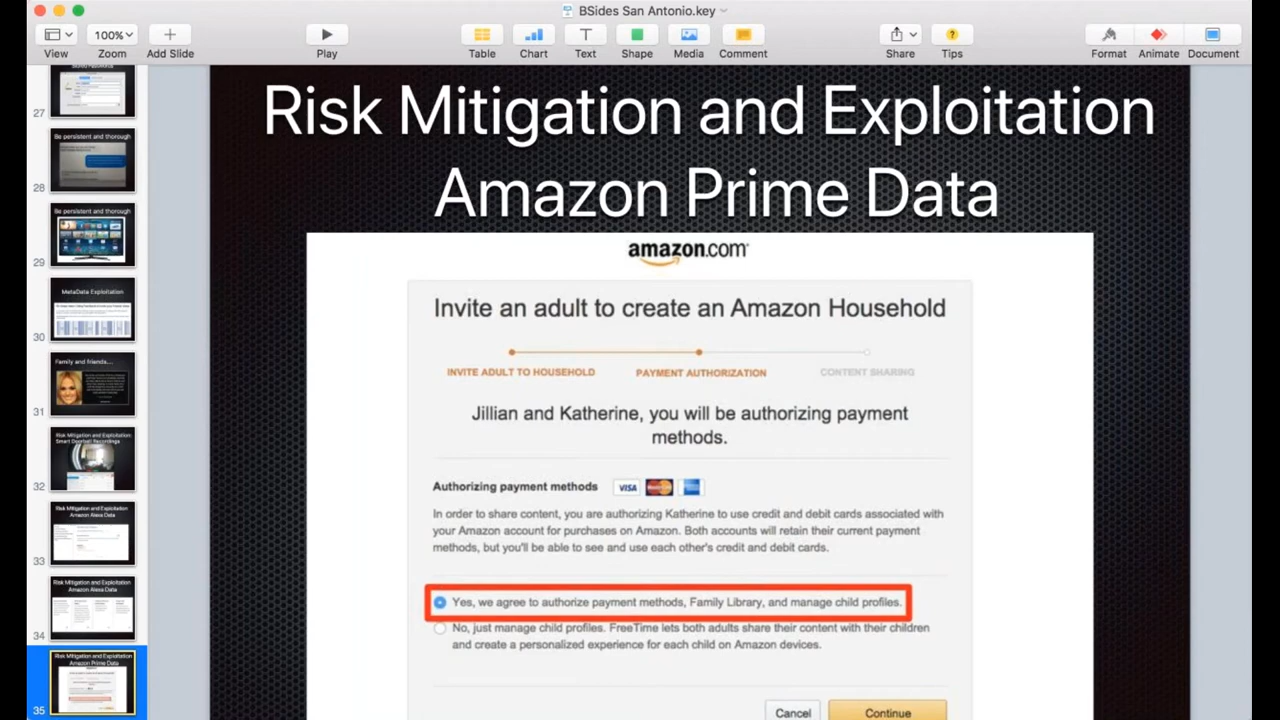 BSides San Antonio.key
View
100%
Zoom
Add Slide
Play
Table
Chart
Text
Shape
Media
Comment
Share
Tips
Format
Animate
Document
27
Be persistent and thorough
28
Be persistent and thorough
29
MetaData Exploitation
30
Family and friends....
31
Risk Mitigation and Exploitation
Smart Doorbell Recordings
32
Risk Mitigation and Exploitation
Amazon Alexa Data
33
Risk Mitigation and Exploitation
Amazon Alexa Data
34
Risk Mitigation and Exploitation
Amazon Prime Data
35
Risk Mitigation and Exploitation
Amazon Prime Data
amazon.com
Invite an adult to create an Amazon Household
INVITE ADULT TO HOUSEHOLD
PAYMENT AUTHORIZATION
CONTENT SHARING
Jillian and Katherine, you will be authorizing payment
methods.
Authorizing payment methods VISA MasterCard
In order to share content, you are authorizing Katherine to use credit and debit cards associated with
your Amazon account for purchases on Amazon. Both accounts will retain their current payment
methods, but you'll be able to see and use each other's credit and debit cards.
Yes, we agree to authorize payment methods, Family Library, and manage child profiles.
No, just manage child profiles. FreeTime lets both adults share their content with their children
and create a personalized experience for each child on Amazon devices.
Cancel
Continue